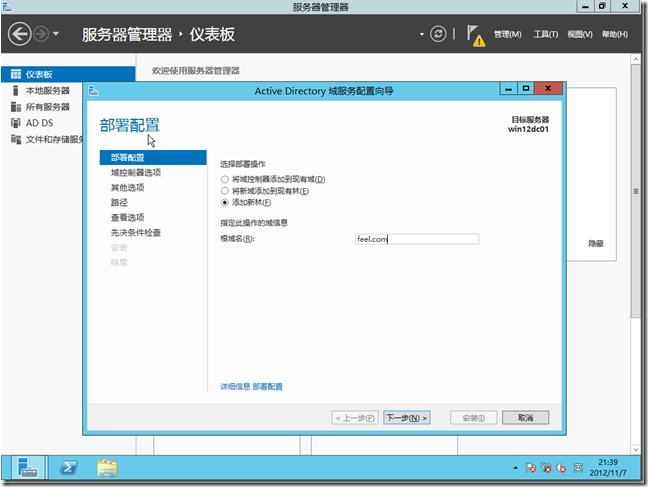 服务器管理器
服务器管理器 · 仪表板
管理(M) 工具(T) 视图(V) 帮助(H)
仪表板
本地服务器
所有服务器
AD DS
文件和存储服务
欢迎使用服务器管理器
隐藏
Active Directory 域服务配置向导
部署配置
目标服务器
win12dc01
部署配置
域控制器选项
其他选项
路径
查看选项
先决条件检查
安装
结果
选择部署操作
将域控制器添加到现有域(D)
将新域添加到现有林(E)
添加新林(F)
指定此操作的域信息
根域名(R): feel.com
详细信息 部署配置
< 上一步(P) 下一步(N) > 安装(I) 取消
21:39
2012/11/7